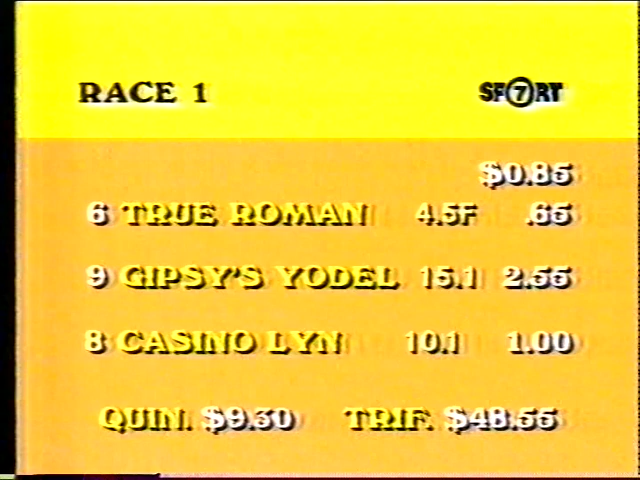 RACE 1 SP7RT
$0.85
6 TRUE ROMAN 4.5F .65
9 GIPSY'S YODEL 15.1 2.55
8 CASINO LYN 10.1 1.00
QUIN. $9.30 TRIF. $48.55